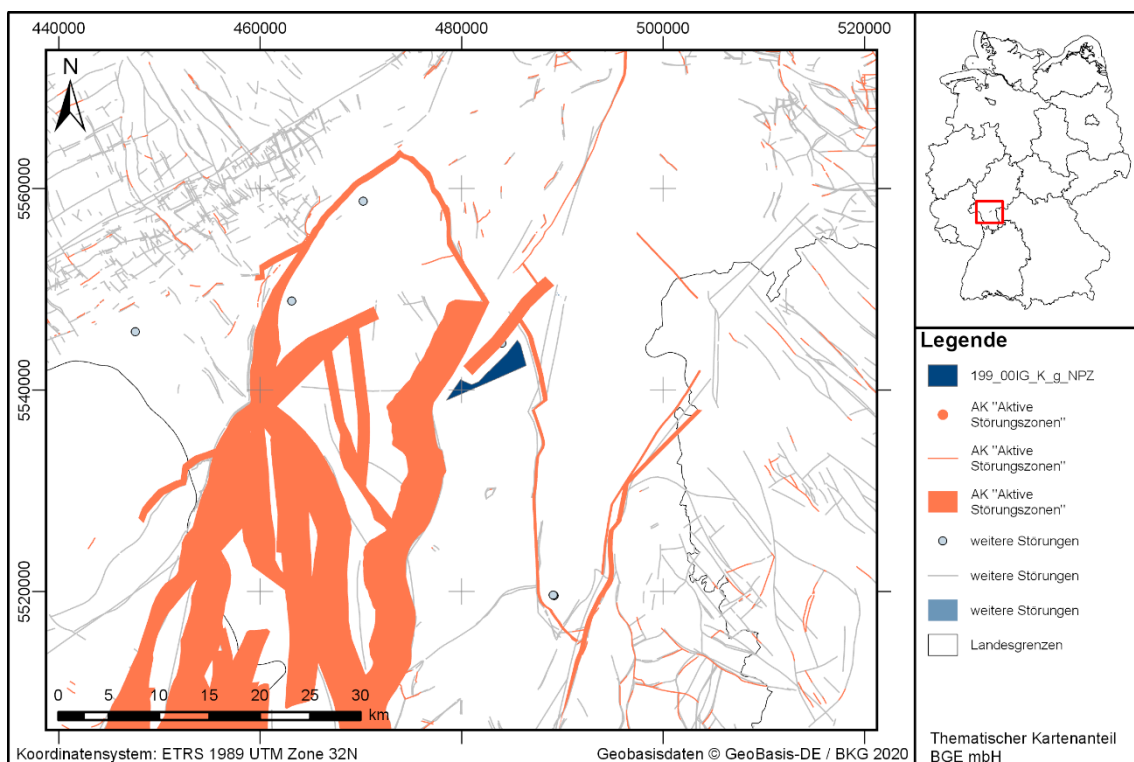 440000 460000 480000 500000 520000
N
5560000
5540000
5520000
0 5 10 15 20 25 30
km
Koordinatensystem: ETRS 1989 UTM Zone 32N
Geobasisdaten © GeoBasis-DE / BKG 2020
Legende
199_00IG_K_g_NPZ
AK "Aktive
Störungszonen"
AK "Aktive
Störungszonen"
AK "Aktive
Störungszonen"
weitere Störungen
weitere Störungen
weitere Störungen
Landesgrenzen
Thematischer Kartenanteil
BGE mbH